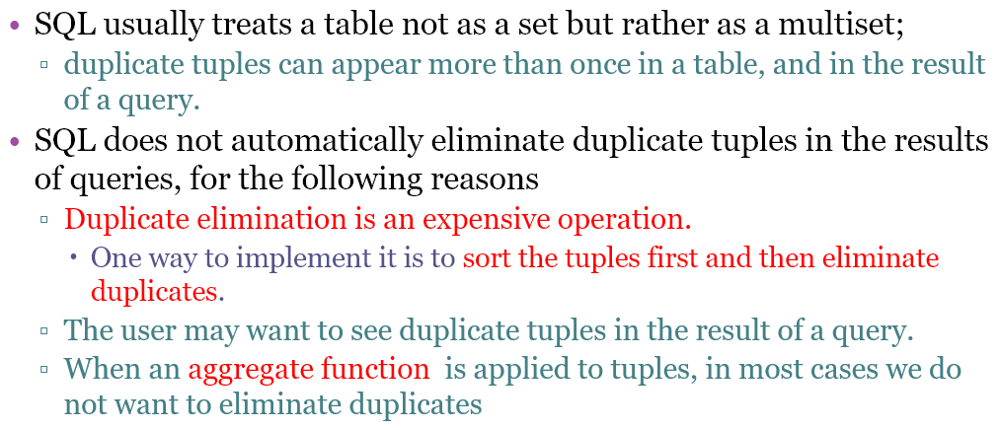 • SQL usually treats a table not as a set but rather as a multiset;
▫ duplicate tuples can appear more than once in a table, and in the result
of a query.
• SQL does not automatically eliminate duplicate tuples in the results
of queries, for the following reasons
▫ Duplicate elimination is an expensive operation.
• One way to implement it is to sort the tuples first and then eliminate
duplicates.
▫ The user may want to see duplicate tuples in the result of a query.
▫ When an aggregate function is applied to tuples, in most cases we do
not want to eliminate duplicates